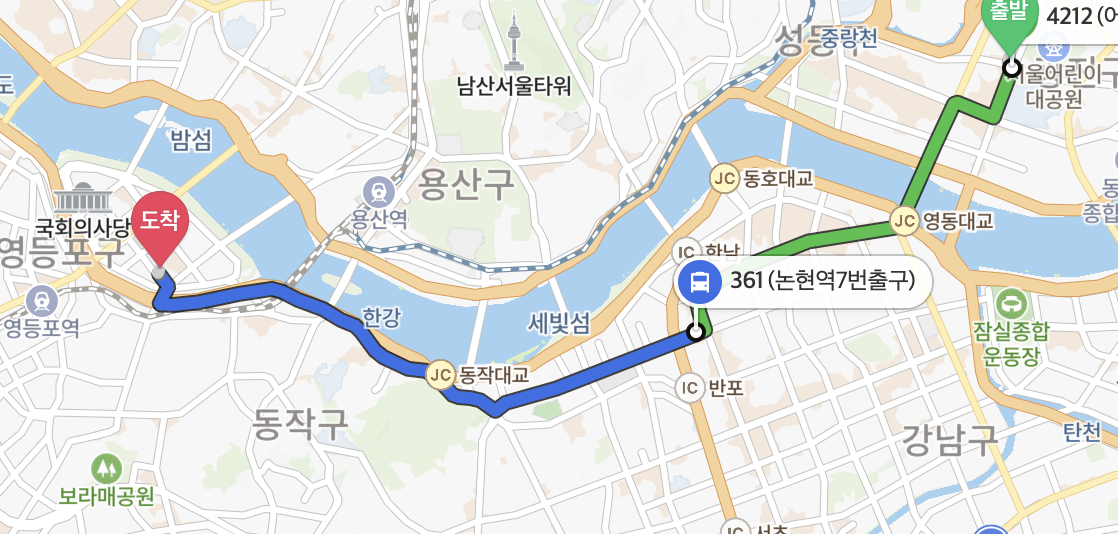 출발
4212 (어
성동구
중랑천
서울어린이
대공원
남산서울타워
밤섬
용산구
용산역
JC
동호대교
국회의사당
도착
영등포구
영등포역
JC
영동대교
종합
IC
하남
361 (논현역7번출구)
한강
세빛섬
잠실종합
운동장
JC
동작대교
IC
반포
동작구
강남구
탄천
보라매공원
IC
서초